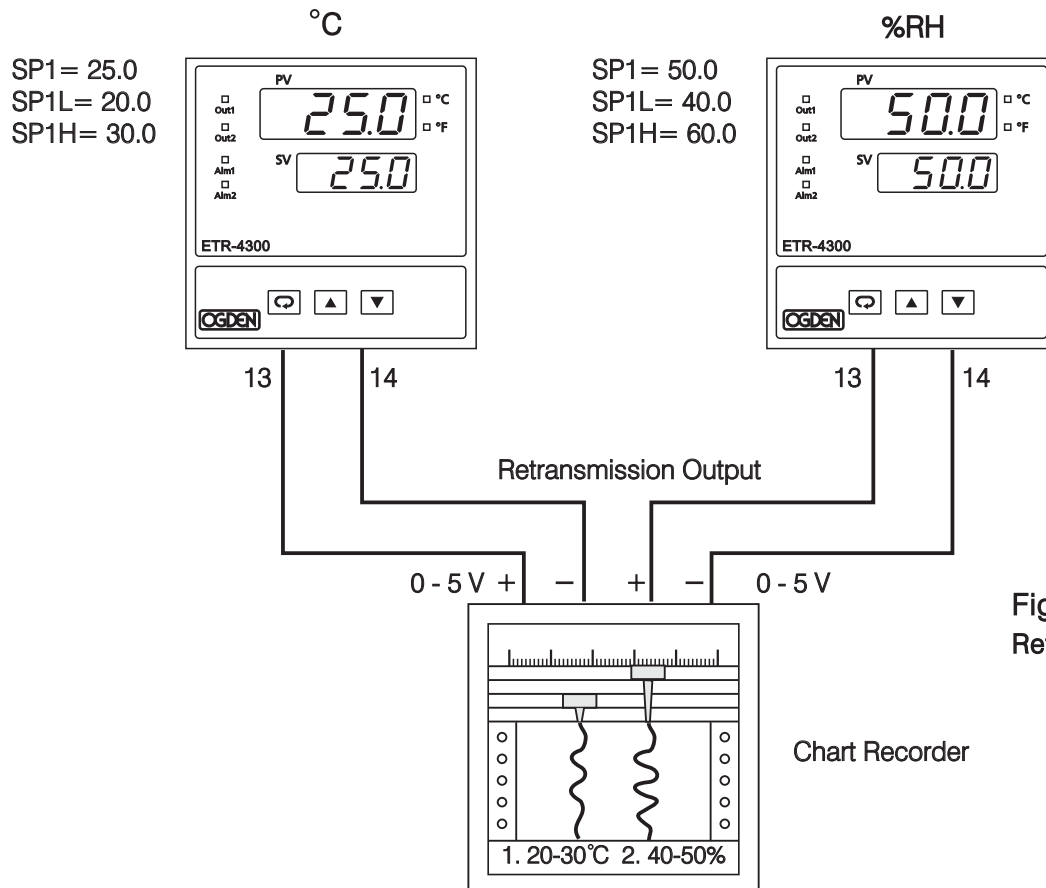 °C
SP1= 25.0
SP1L= 20.0
SP1H= 30.0
PV
25.0
°C
°F
Out1
Out2
SV
25.0
Alm1
Alm2
ETR-4300
OGDEN
13
14
%RH
SP1= 50.0
SP1L= 40.0
SP1H= 60.0
PV
50.0
°C
°F
Out1
Out2
SV
50.0
Alm1
Alm2
ETR-4300
OGDEN
13
14
Retransmission Output
0 - 5 V + − + − 0 - 5 V
Fig
Ret
Chart Recorder
1. 20-30°C 2. 40-50%